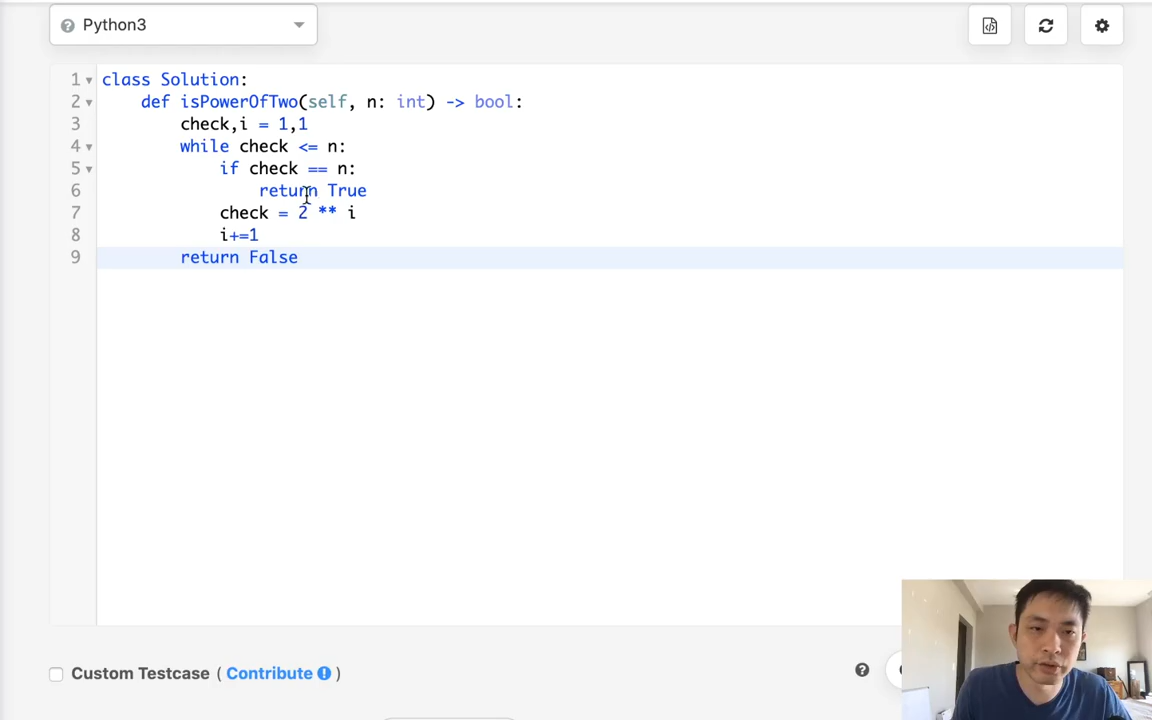 Python3
1 class Solution:
2 def isPowerOfTwo(self, n: int) -> bool:
3 check,i = 1,1
4 while check <= n:
5 if check == n:
6 return True
7 check = 2 ** i
8 i+=1
9 return False
Custom Testcase ( Contribute )